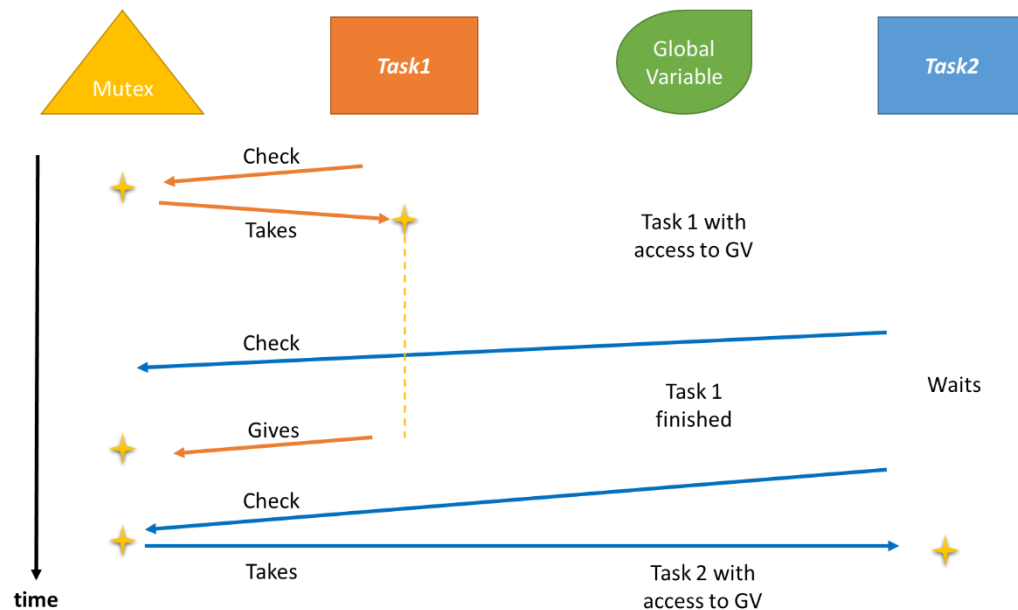 Mutex
Task1
Global
Variable
Task2
Check
Takes
Task 1 with
access to GV
Check
Waits
Task 1
finished
Gives
Check
Takes
Task 2 with
access to GV
time